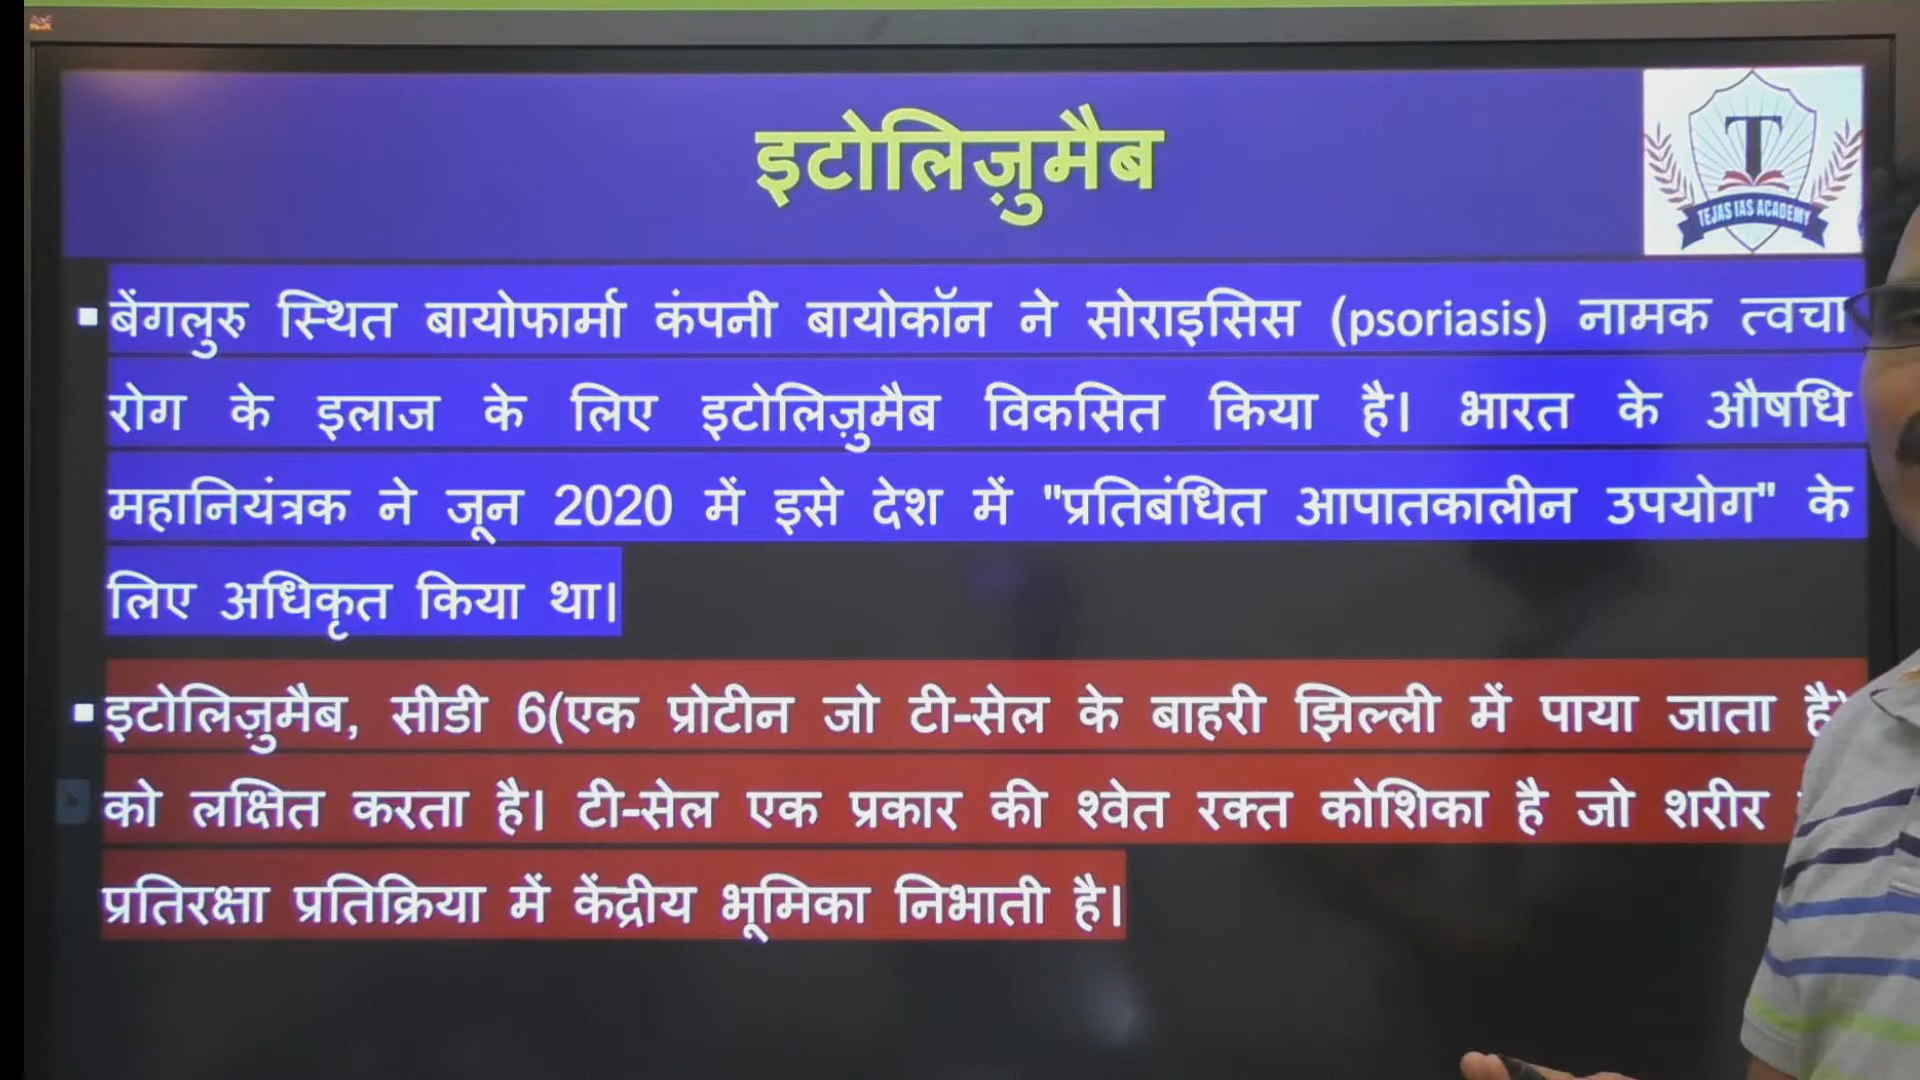 इटोलिज़ुमैब
T
TEJAS IAS ACADEMY
▪ बेंगलुरु स्थित बायोफार्मा कंपनी बायोकॉन ने सोराइसिस (psoriasis) नामक त्वचा
रोग के इलाज के लिए इटोलिज़ुमैब विकसित किया है। भारत के औषधि
महानियंत्रक ने जून 2020 में इसे देश में "प्रतिबंधित आपातकालीन उपयोग" के
लिए अधिकृत किया था।
▪ इटोलिज़ुमैब, सीडी 6(एक प्रोटीन जो टी-सेल के बाहरी झिल्ली में पाया जाता है)
को लक्षित करता है। टी-सेल एक प्रकार की श्वेत रक्त कोशिका है जो शरीर
प्रतिरक्षा प्रतिक्रिया में केंद्रीय भूमिका निभाती है।